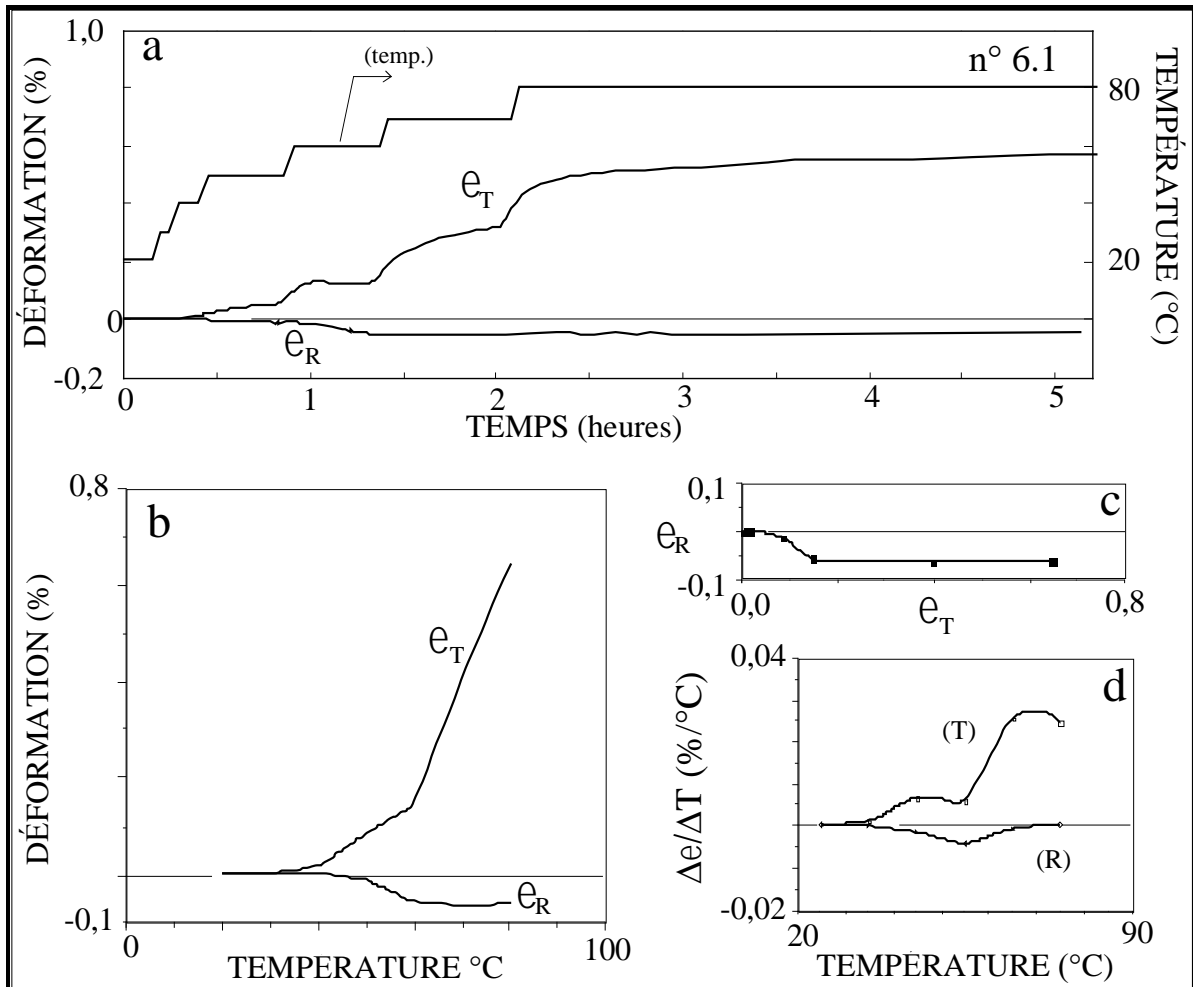 1,0
a
(temp.)
n° 6.1
DÉFORMATION (%)
TEMPÉRATURE (°C)
80
20
e_T
0
e_R
-0,2
0
1
2
3
4
5
TEMPS (heures)
0,8
b
DÉFORMATION (%)
e_T
e_R
-0,1
0
100
TEMPERATURE °C
0,1
c
e_R
-0,1
0,0
0,8
e_T
0,04
d
Δe/ΔT (%/°C)
(T)
(R)
-0,02
20
90
TEMPÉRATURE (°C)